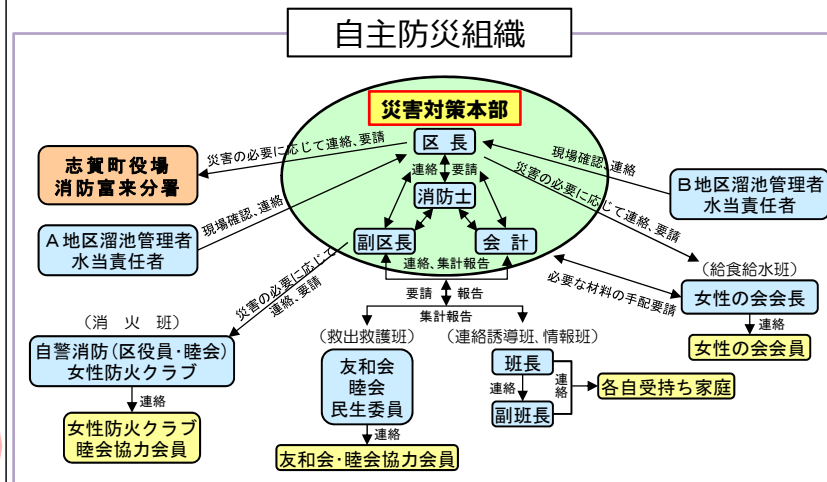 自主防災組織
災害対策本部
区長
連絡 要請
消防士
副区長
会計
連絡、集計報告
志賀町役場
消防富来分署
災害の必要に応じて連絡、要請
現場確認、連絡
A地区溜池管理者
水当責任者
現場確認、連絡
B地区溜池管理者
水当責任者
災害の必要に応じて連絡、要請
災害の必要に応じて
連絡、要請
要請 報告
集計報告
必要な材料の手配要請
(給食給水班)
女性の会会長
連絡
女性の会会員
(消火班)
自警消防(区役員・睦会)
女性防火クラブ
連絡
女性防火クラブ
睦会協力会員
(救出救護班)
友和会
睦会
民生委員
連絡
友和会・睦会協力会員
(連絡誘導班、情報班)
班長
連絡
副班長
連絡
各自受持ち家庭